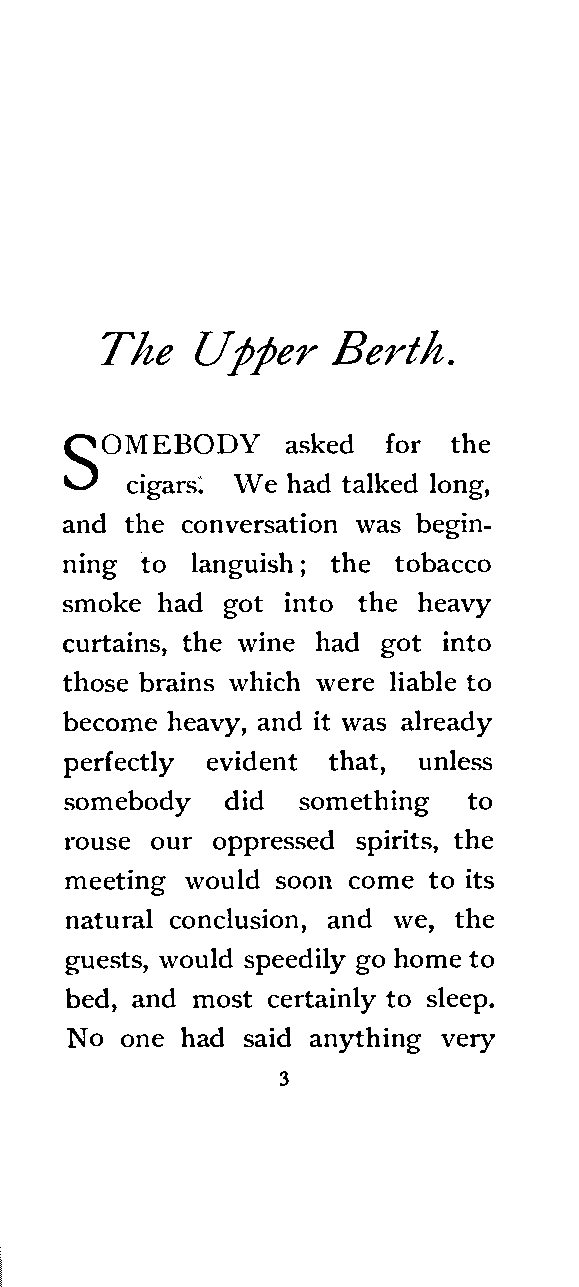 The Upper Berth.
SOMEBODY asked for the
cigars. We had talked long,
and the conversation was begin-
ning to languish; the tobacco
smoke had got into the heavy
curtains, the wine had got into
those brains which were liable to
become heavy, and it was already
perfectly evident that, unless
somebody did something to
rouse our oppressed spirits, the
meeting would soon come to its
natural conclusion, and we, the
guests, would speedily go home to
bed, and most certainly to sleep.
No one had said anything very
3